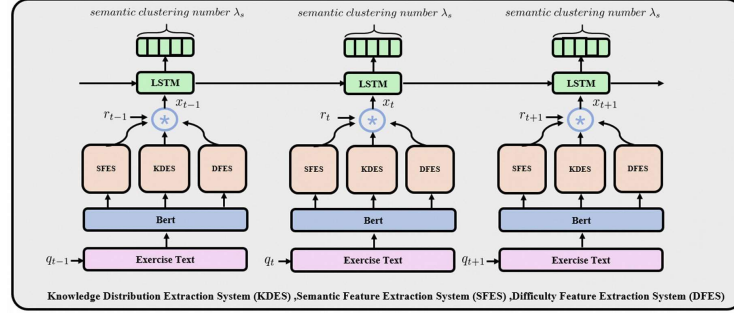 semantic clustering number λₛ semantic clustering number λₛ semantic clustering number λₛ
LSTM LSTM LSTM
xₜ₋₁ xₜ xₜ₊₁
rₜ₋₁ * rₜ * rₜ₊₁ *
SFES KDES DFES SFES KDES DFES SFES KDES DFES
Bert Bert Bert
qₜ₋₁ Exercise Text qₜ Exercise Text qₜ₊₁ Exercise Text
Knowledge Distribution Extraction System (KDES) ,Semantic Feature Extraction System (SFES) ,Difficulty Feature Extraction System (DFES)